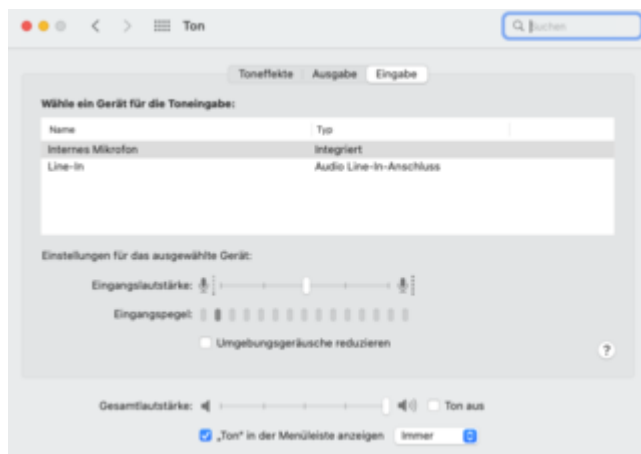 Ton
Suchen
Toneffekte Ausgabe Eingabe
Wähle ein Gerät für die Toneingabe:
Name Typ
Internes Mikrofon Integriert
Line-In Audio Line-In-Anschluss
Einstellungen für das ausgewählte Gerät:
Eingangslautstärke:
Eingangspegel:
Umgebungsgeräusche reduzieren
?
Gesamtlautstärke: Ton aus
„Ton“ in der Menüleiste anzeigen Immer